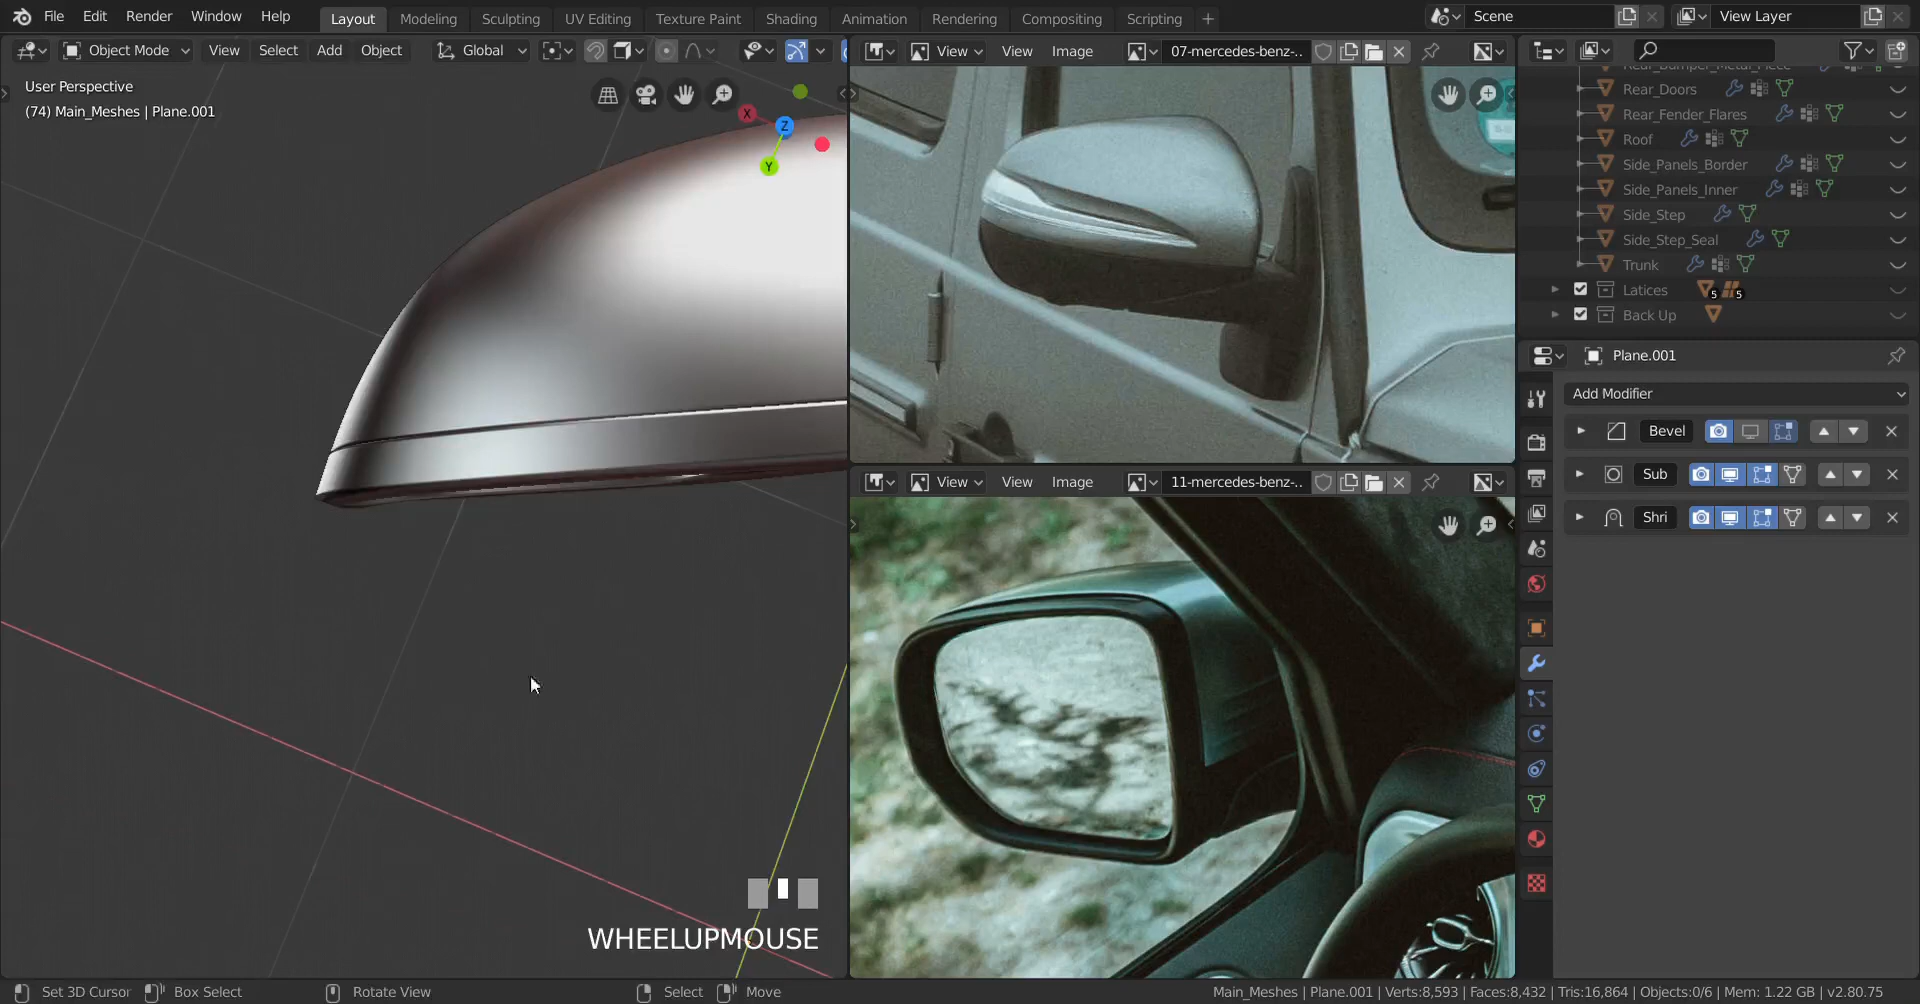 File Edit Render Window Help Layout Modeling Sculpting UV Editing Texture Paint Shading Animation Rendering Compositing Scripting + Scene View Layer
Object Mode View Select Add Object Global
View View Image 07-mercedes-benz-..
User Perspective
(74) Main_Meshes | Plane.001
X
Z
Y
Rear_Bumper_Metal_Piece
Rear_Doors
Rear_Fender_Flares
Roof
Side_Panels_Border
Side_Panels_Inner
Side_Step
Side_Step_Seal
Trunk
Latices 5 5
Back Up
Plane.001
Add Modifier
Bevel
Sub
Shri
View View Image 11-mercedes-benz-..
WHEELUPMOUSE
Set 3D Cursor Box Select Rotate View Select Move Main_Meshes | Plane.001 | Verts:8,593 | Faces:8,432 | Tris:16,864 | Objects:0/6 | Mem: 1.22 GB | v2.80.75